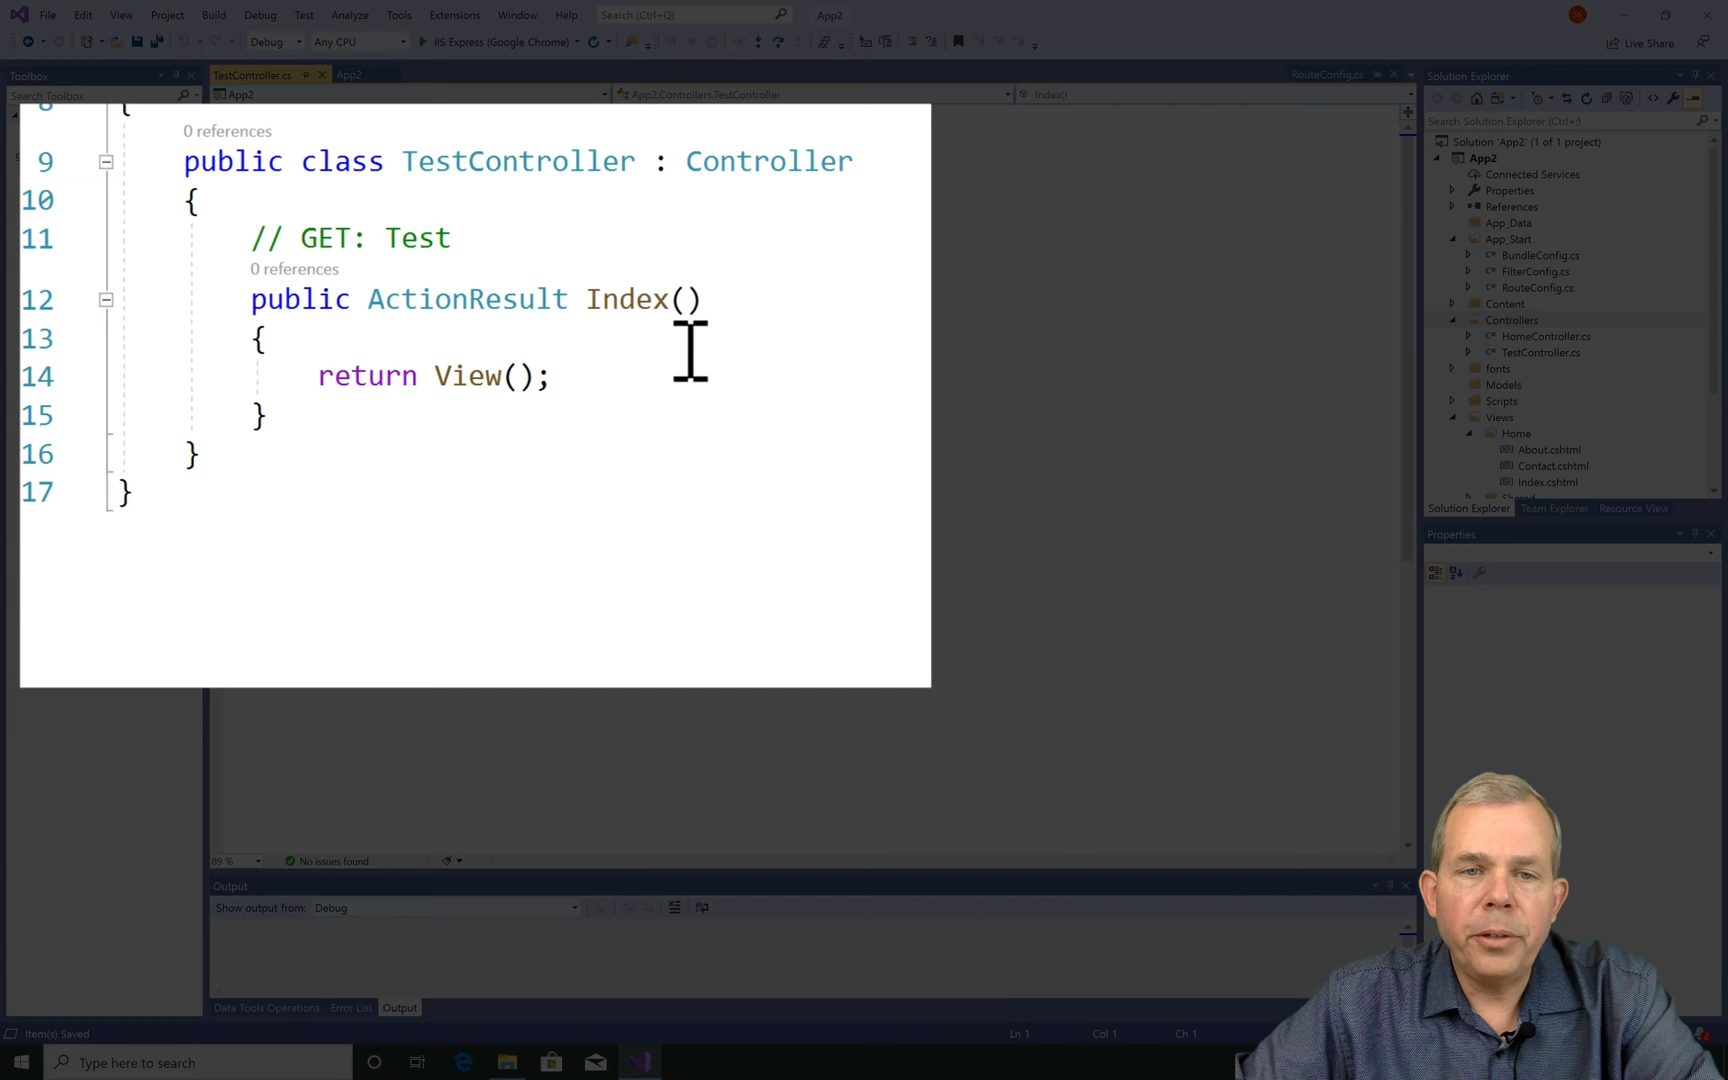 File Edit View Project Build Debug Test Analyze Tools Extensions Window Help Search (Ctrl+Q) App2 SS
Debug Any CPU IIS Express (Google Chrome) Live Share
Toolbox
Search Toolbox
TestController.cs App2 RouteConfig.cs
App2 App2.Controllers.TestController Index()
8 {
0 references
9 public class TestController : Controller
10 {
11 // GET: Test
0 references
12 public ActionResult Index()
13 {
14 return View();
15 }
16 }
17 }
89 % No issues found
Output
Show output from: Debug
Data Tools Operations Error List Output
Solution Explorer
Search Solution Explorer (Ctrl+;)
Solution 'App2' (1 of 1 project)
App2
Connected Services
Properties
References
App_Data
App_Start
BundleConfig.cs
FilterConfig.cs
RouteConfig.cs
Content
Controllers
HomeController.cs
TestController.cs
fonts
Models
Scripts
Views
Home
About.cshtml
Contact.cshtml
Index.cshtml
Shared
Solution Explorer Team Explorer Resource View
Properties
Item(s) Saved Ln 1 Col 1 Ch 1
Type here to search